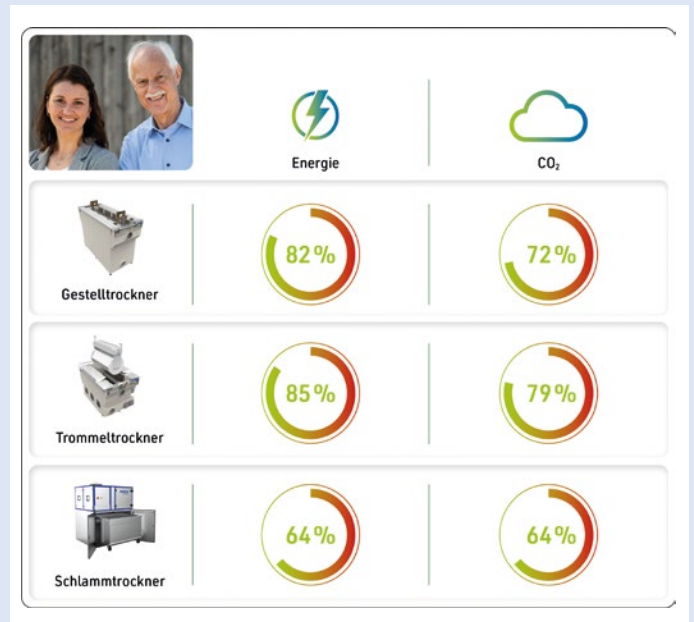 Energie
CO₂
82%
72%
Gestelltrockner
85%
79%
Trommeltrockner
64%
64%
Schlammtrockner